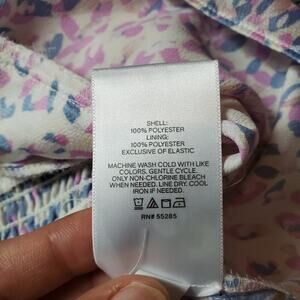 SHELL:
100% POLYESTER
LINING:
100% POLYESTER
EXCLUSIVE OF ELASTIC
MACHINE WASH COLD WITH LIKE
COLORS, GENTLE CYCLE.
ONLY NON-CHLORINE BLEACH
WHEN NEEDED. LINE DRY. COOL
IRON IF NEEDED.
RN# 55285